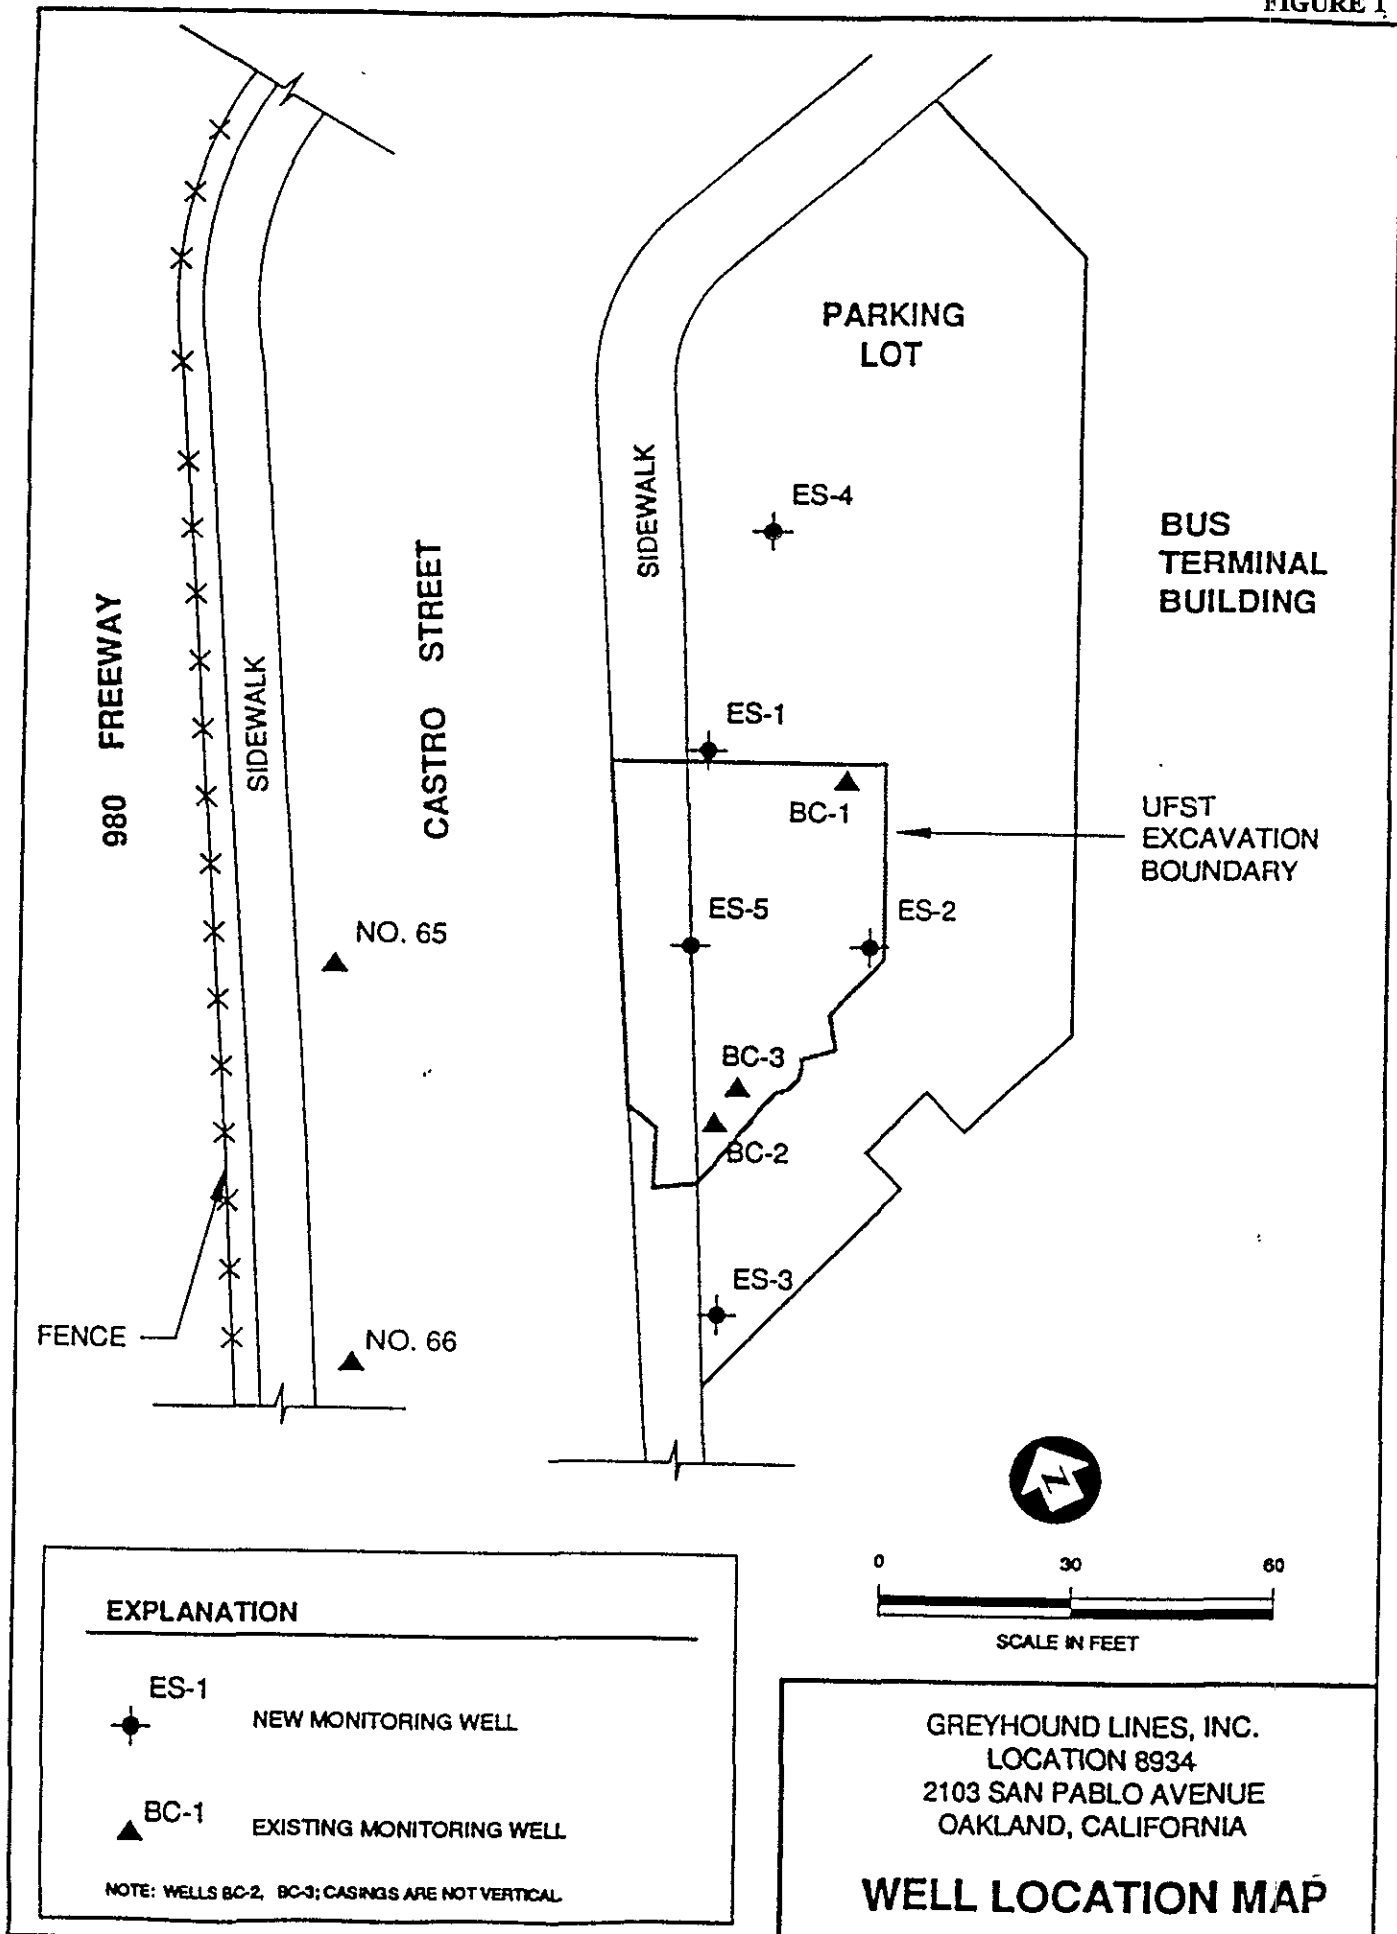 FIGURE 1
PARKING
LOT
SIDEWALK
ES-4
BUS
TERMINAL
BUILDING
980 FREEWAY
SIDEWALK
CASTRO STREET
ES-1
BC-1
UFST
EXCAVATION
BOUNDARY
NO. 65
ES-5
ES-2
BC-3
BC-2
ES-3
FENCE
NO. 66
N
0 30 60
SCALE IN FEET
EXPLANATION
ES-1
NEW MONITORING WELL
BC-1
EXISTING MONITORING WELL
NOTE: WELLS BC-2, BC-3; CASINGS ARE NOT VERTICAL
GREYHOUND LINES, INC.
LOCATION 8934
2103 SAN PABLO AVENUE
OAKLAND, CALIFORNIA
WELL LOCATION MAP